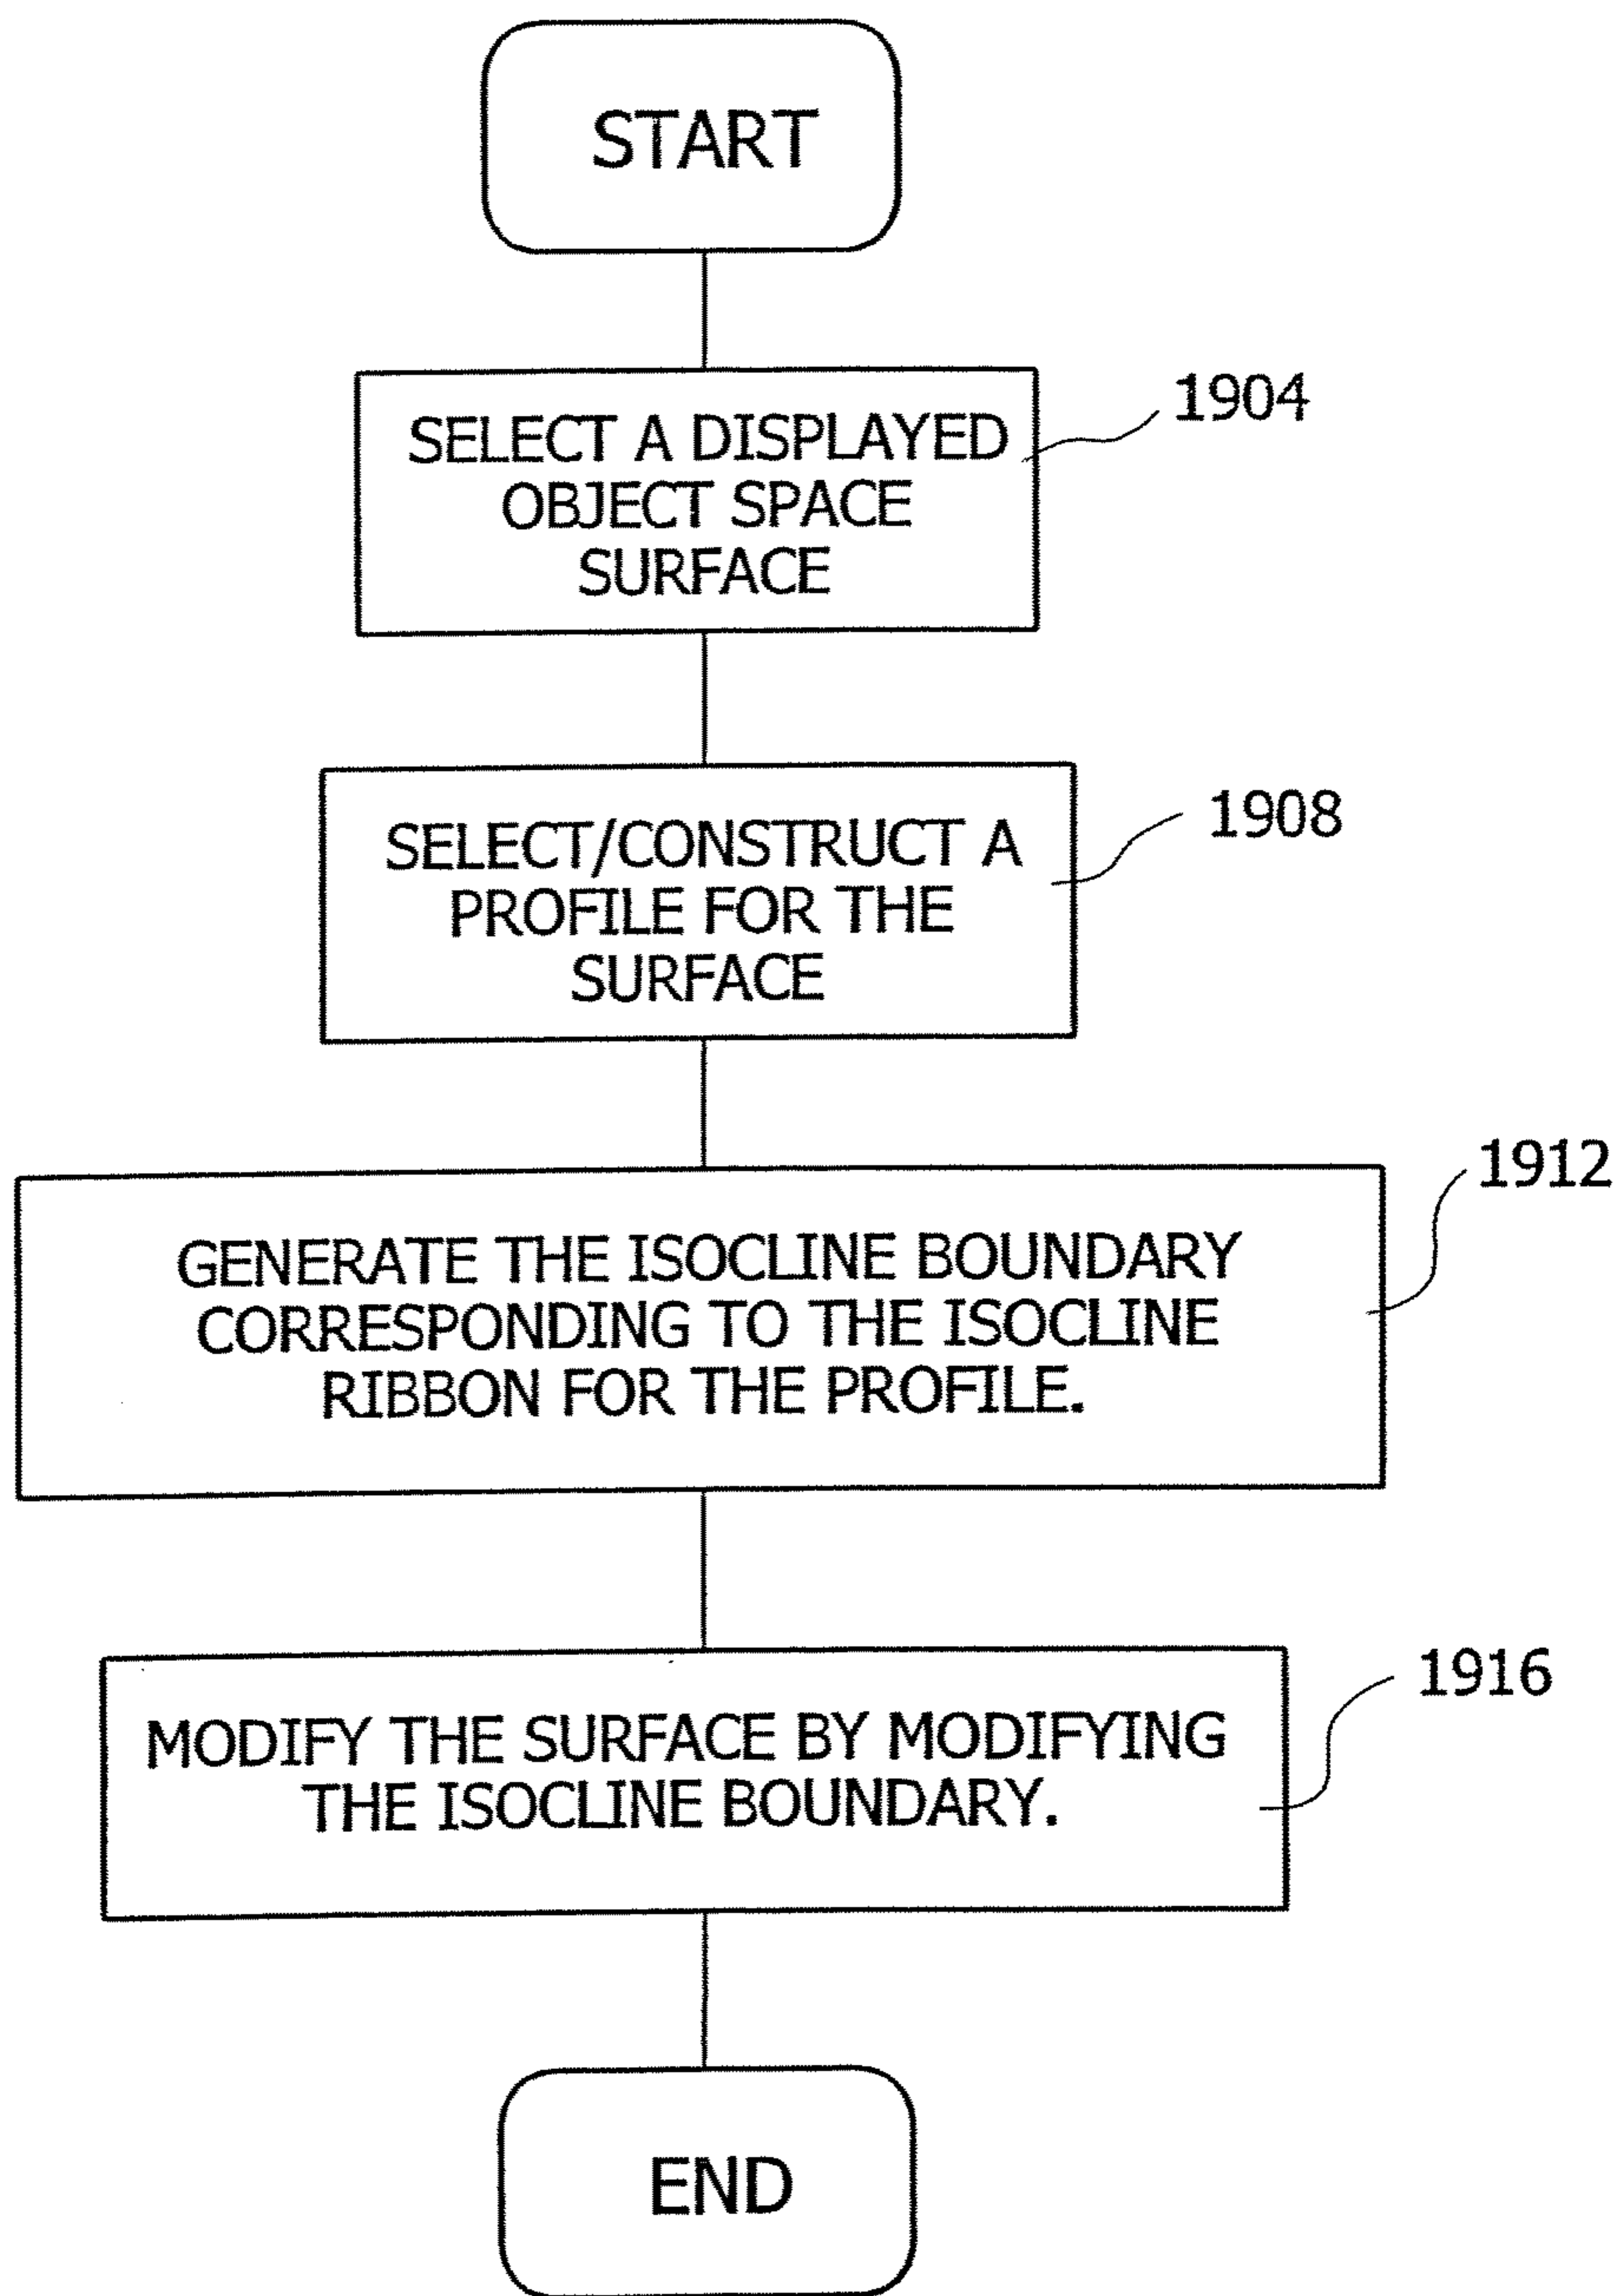 START
SELECT A DISPLAYED
OBJECT SPACE
SURFACE
1904
SELECT/CONSTRUCT A
PROFILE FOR THE
SURFACE
1908
GENERATE THE ISOCLINE BOUNDARY
CORRESPONDING TO THE ISOCLINE
RIBBON FOR THE PROFILE.
1912
MODIFY THE SURFACE BY MODIFYING
THE ISOCLINE BOUNDARY.
1916
END